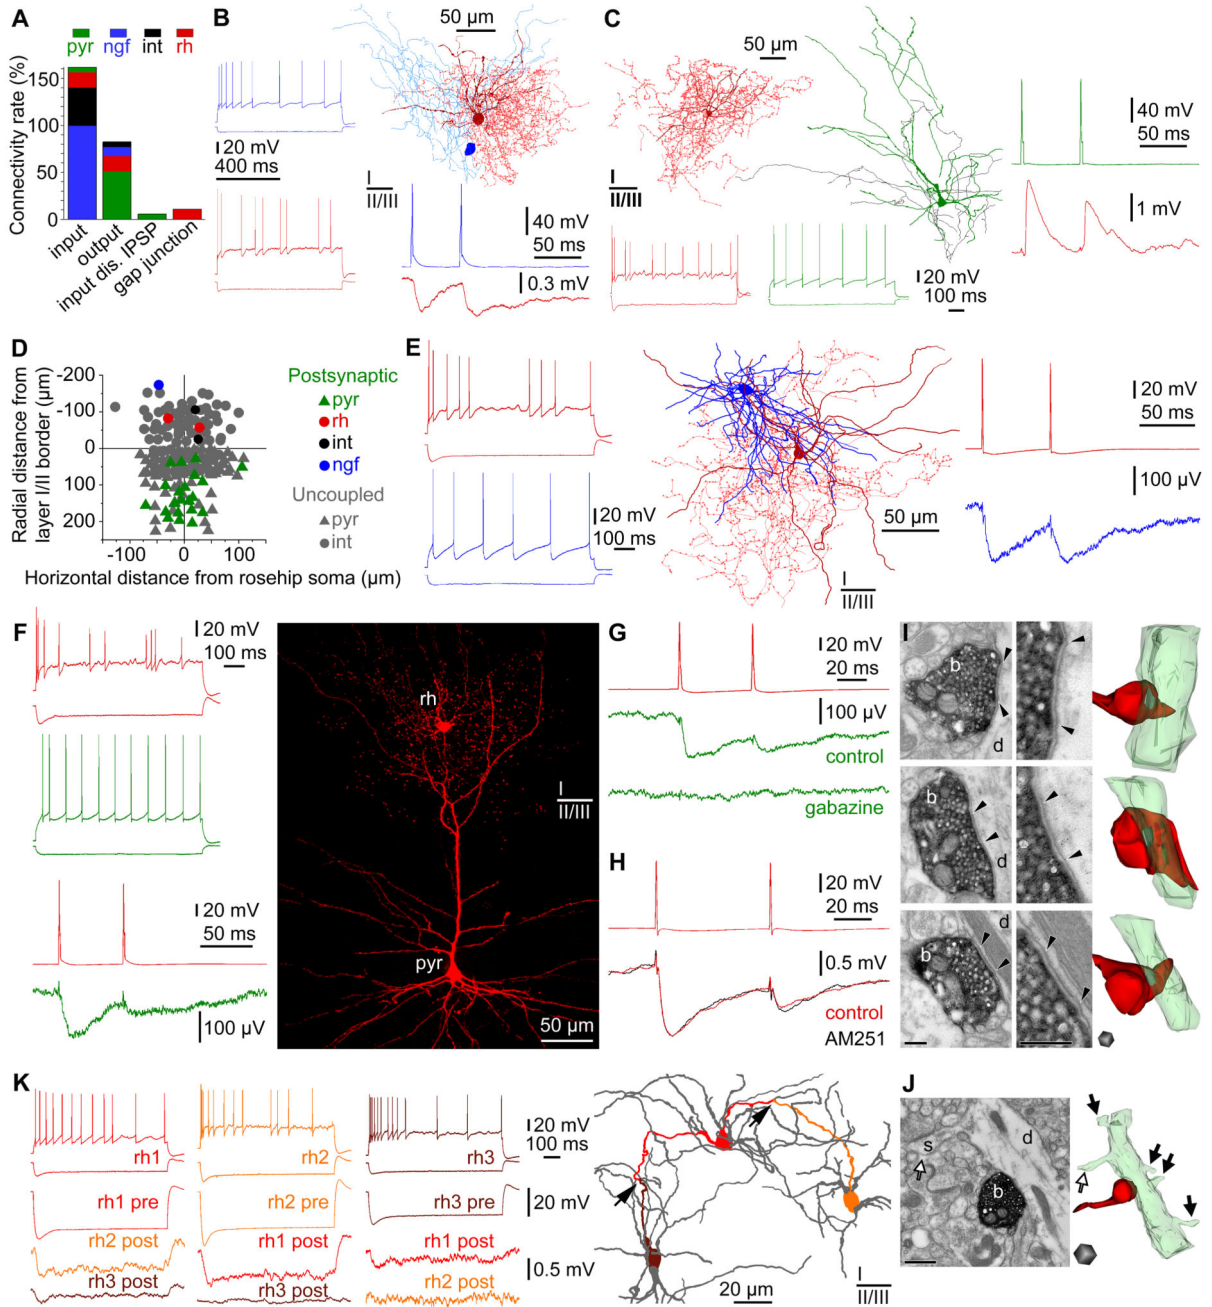 A
pyr ngf int rh
Connectivity rate (%)
150
100
50
0
input
output
input dis. IPSP
gap junction
B
50 µm
20 mV
400 ms
I
II/III
40 mV
50 ms
0.3 mV
C
50 µm
I
II/III
20 mV
100 ms
40 mV
50 ms
1 mV
D
Radial distance from
layer I/II border (µm)
-200
-100
0
100
200
-100 0 100
Horizontal distance from rosehip soma (µm)
Postsynaptic
pyr
rh
int
ngf
Uncoupled
pyr
int
E
20 mV
100 ms
50 µm
I
II/III
20 mV
50 ms
100 µV
F
20 mV
100 ms
20 mV
50 ms
100 µV
rh
I
II/III
pyr
50 µm
G
20 mV
20 ms
100 µV
control
gabazine
H
20 mV
20 ms
0.5 mV
control
AM251
I
b
d
b
d
d
b
J
s
d
b
K
rh1
rh2
rh3
20 mV
100 ms
rh1 pre
rh2 pre
rh3 pre
20 mV
rh2 post
rh1 post
rh1 post
rh3 post
rh3 post
rh2 post
0.5 mV
20 µm
I
II/III